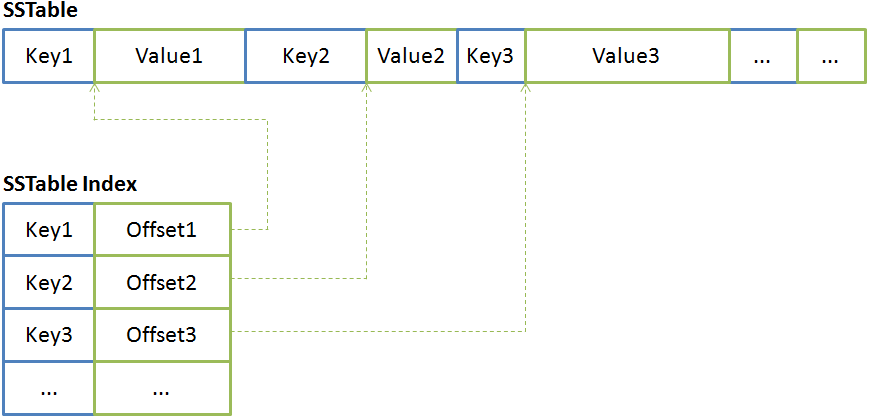 SSTable
Key1 Value1 Key2 Value2 Key3 Value3 ... ...
SSTable Index
Key1 Offset1
Key2 Offset2
Key3 Offset3
... ...